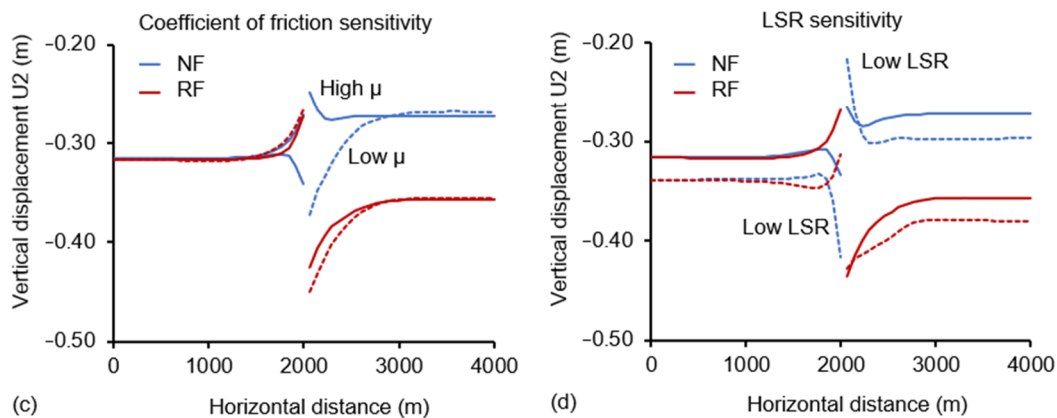 Coefficient of friction sensitivity
Vertical displacement U2 (m)
−0.20
−0.30
−0.40
−0.50
NF
RF
High μ
Low μ
0
1000
2000
3000
4000
(c)
Horizontal distance (m)
LSR sensitivity
Vertical displacement U2 (m)
−0.20
−0.30
−0.40
−0.50
NF
RF
Low LSR
Low LSR
0
1000
2000
3000
4000
(d)
Horizontal distance (m)